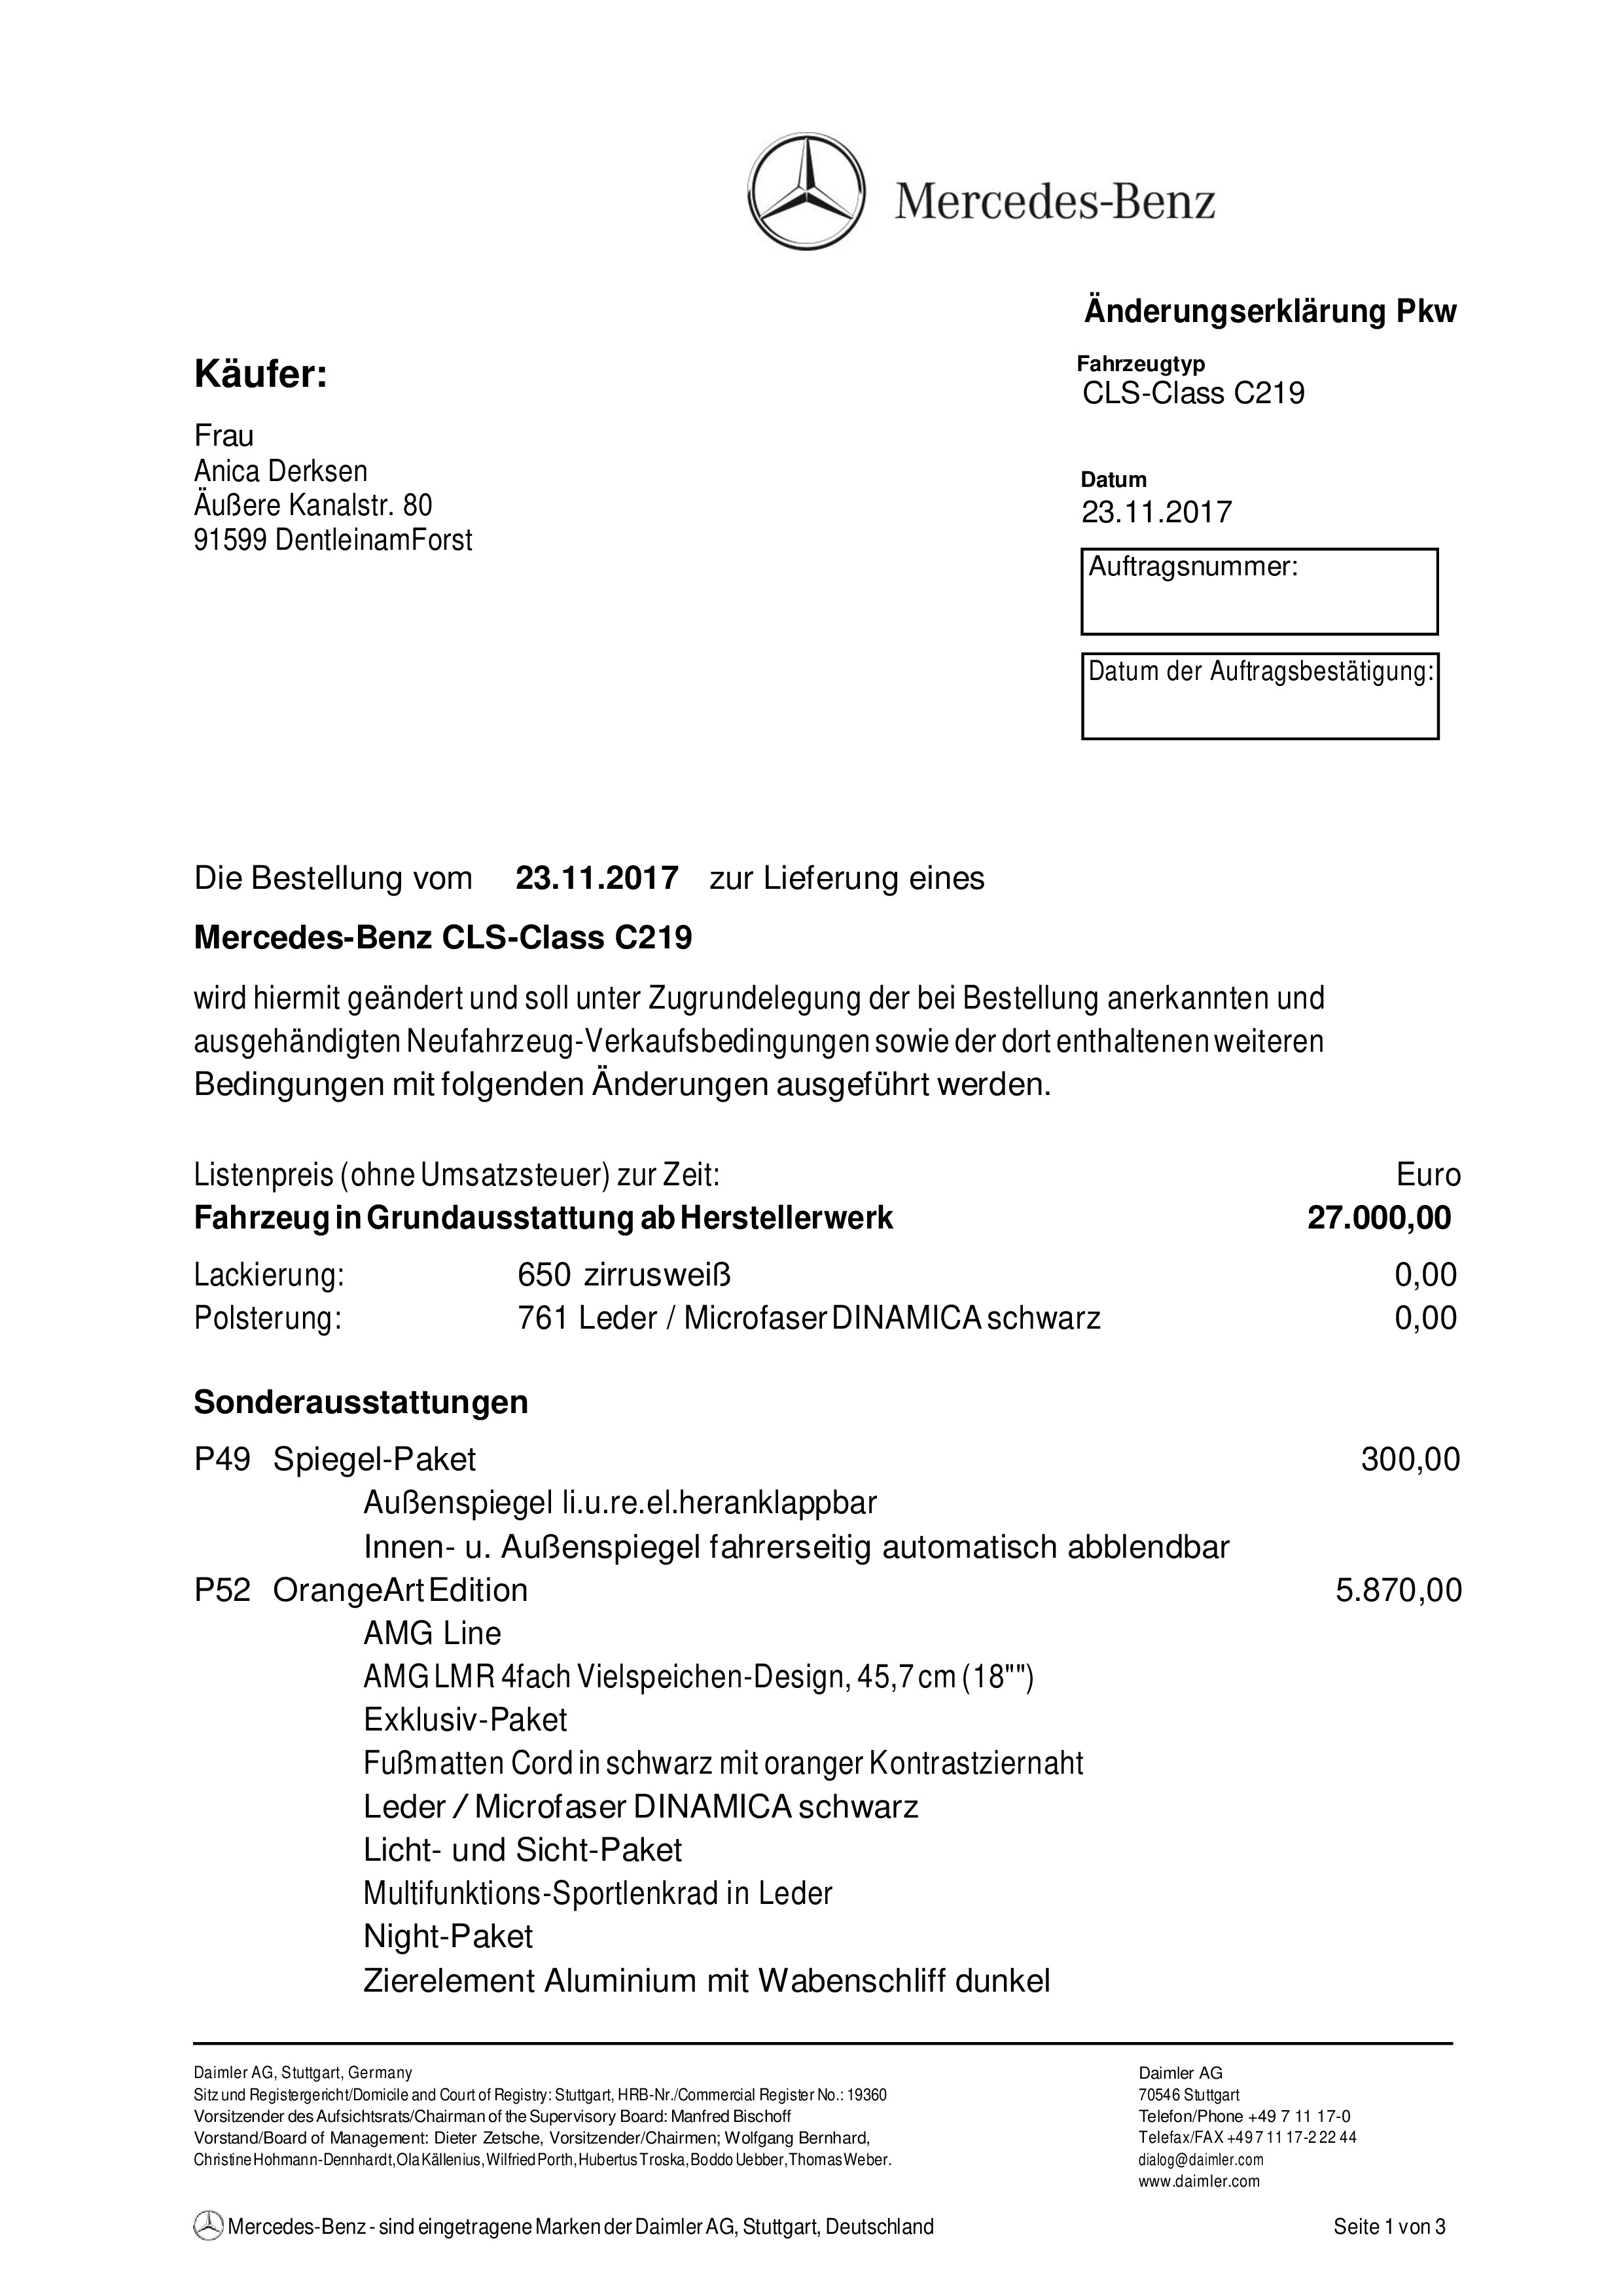 Mercedes-Benz
Änderungserklärung Pkw
Käufer:
Fahrzeugtyp
CLS-Class C219
Frau
Anica Derksen
Äußere Kanalstr. 80
91599 DentleinamForst
Datum
23.11.2017
Auftragsnummer:
Datum der Auftragsbestätigung:
Die Bestellung vom 23.11.2017 zur Lieferung eines
Mercedes-Benz CLS-Class C219
wird hiermit geändert und soll unter Zugrundelegung der bei Bestellung anerkannten und
ausgehändigten Neufahrzeug-Verkaufsbedingungen sowie der dort enthaltenen weiteren
Bedingungen mit folgenden Änderungen ausgeführt werden.
Listenpreis (ohne Umsatzsteuer) zur Zeit: Euro
Fahrzeug in Grundausstattung ab Herstellerwerk 27.000,00
Lackierung: 650 zirrusweiß 0,00
Polsterung: 761 Leder / Microfaser DINAMICA schwarz 0,00
Sonderausstattungen
P49 Spiegel-Paket 300,00
Außenspiegel li.u.re.el.heranklappbar
Innen- u. Außenspiegel fahrerseitig automatisch abblendbar
P52 OrangeArt Edition 5.870,00
AMG Line
AMG LMR 4fach Vielspeichen-Design, 45,7 cm (18"")
Exklusiv-Paket
Fußmatten Cord in schwarz mit oranger Kontrastziernaht
Leder / Microfaser DINAMICA schwarz
Licht- und Sicht-Paket
Multifunktions-Sportlenkrad in Leder
Night-Paket
Zierelement Aluminium mit Wabenschliff dunkel
Daimler AG, Stuttgart, Germany
Sitz und Registergericht/Domicile and Court of Registry: Stuttgart, HRB-Nr./Commercial Register No.: 19360
Vorsitzender des Aufsichtsrats/Chairman of the Supervisory Board: Manfred Bischoff
Vorstand/Board of Management: Dieter Zetsche, Vorsitzender/Chairmen; Wolfgang Bernhard,
Christine Hohmann-Dennhardt, Ola Källenius, Wilfried Porth, Hubertus Troska, Boddo Uebber, Thomas Weber.
Daimler AG
70546 Stuttgart
Telefon/Phone +49 7 11 17-0
Telefax/FAX +49 7 11 17-2 22 44
dialog@daimler.com
www.daimler.com
Mercedes-Benz - sind eingetragene Marken der Daimler AG, Stuttgart, Deutschland Seite 1 von 3